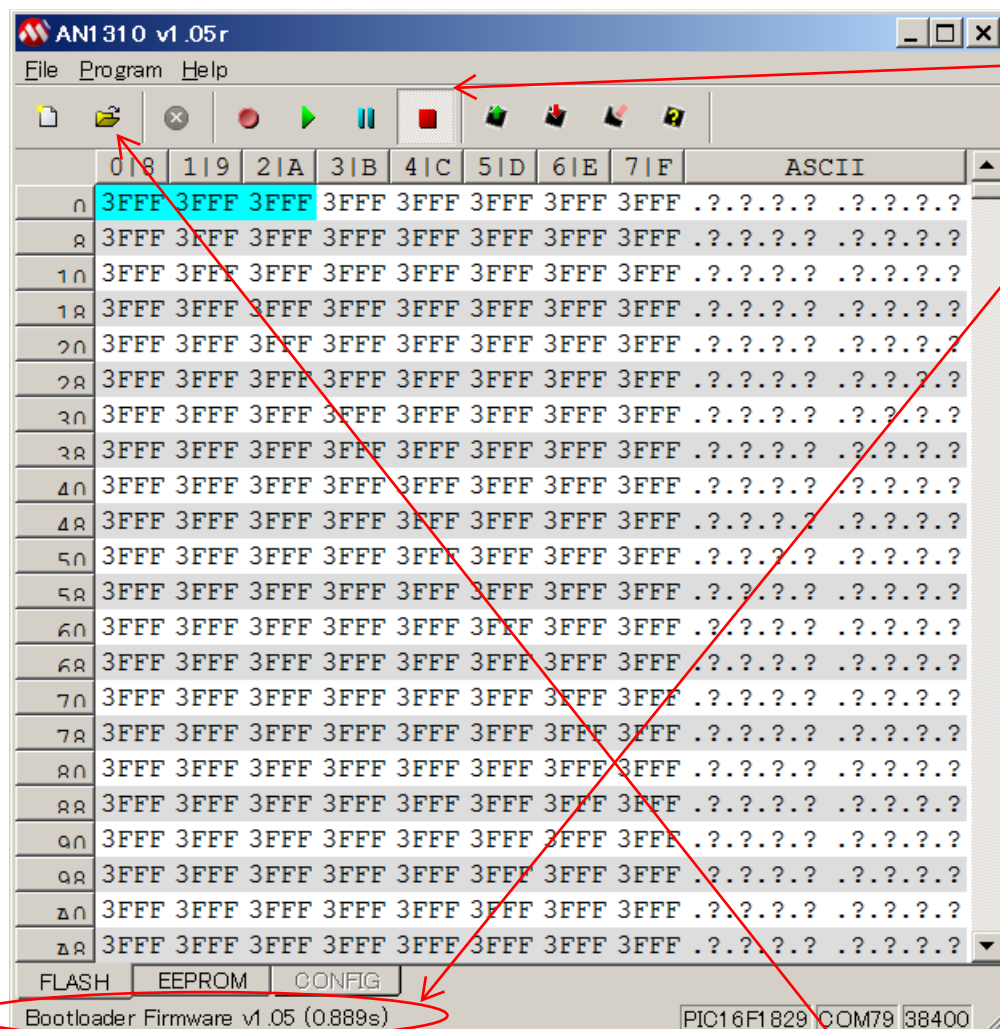 AN1310 v1.05r
File Program Help
0|8 1|9 2|A 3|B 4|C 5|D 6|E 7|F ASCII
0 3FFF 3FFF 3FFF 3FFF 3FFF 3FFF 3FFF 3FFF .?.?.?.? .?.?.?.?
8 3FFF 3FFF 3FFF 3FFF 3FFF 3FFF 3FFF 3FFF .?.?.?.? .?.?.?.?
10 3FFF 3FFF 3FFF 3FFF 3FFF 3FFF 3FFF 3FFF .?.?.?.? .?.?.?.?
18 3FFF 3FFF 3FFF 3FFF 3FFF 3FFF 3FFF 3FFF .?.?.?.? .?.?.?.?
20 3FFF 3FFF 3FFF 3FFF 3FFF 3FFF 3FFF 3FFF .?.?.?.? .?.?.?.?
28 3FFF 3FFF 3FFF 3FFF 3FFF 3FFF 3FFF 3FFF .?.?.?.? .?.?.?.?
30 3FFF 3FFF 3FFF 3FFF 3FFF 3FFF 3FFF 3FFF .?.?.?.? .?.?.?.?
38 3FFF 3FFF 3FFF 3FFF 3FFF 3FFF 3FFF 3FFF .?.?.?.? .?.?.?.?
40 3FFF 3FFF 3FFF 3FFF 3FFF 3FFF 3FFF 3FFF .?.?.?.? .?.?.?.?
48 3FFF 3FFF 3FFF 3FFF 3FFF 3FFF 3FFF 3FFF .?.?.?.? .?.?.?.?
50 3FFF 3FFF 3FFF 3FFF 3FFF 3FFF 3FFF 3FFF .?.?.?.? .?.?.?.?
58 3FFF 3FFF 3FFF 3FFF 3FFF 3FFF 3FFF 3FFF .?.?.?.? .?.?.?.?
60 3FFF 3FFF 3FFF 3FFF 3FFF 3FFF 3FFF 3FFF .?.?.?.? .?.?.?.?
68 3FFF 3FFF 3FFF 3FFF 3FFF 3FFF 3FFF 3FFF .?.?.?.? .?.?.?.?
70 3FFF 3FFF 3FFF 3FFF 3FFF 3FFF 3FFF 3FFF .?.?.?.? .?.?.?.?
78 3FFF 3FFF 3FFF 3FFF 3FFF 3FFF 3FFF 3FFF .?.?.?.? .?.?.?.?
80 3FFF 3FFF 3FFF 3FFF 3FFF 3FFF 3FFF 3FFF .?.?.?.? .?.?.?.?
88 3FFF 3FFF 3FFF 3FFF 3FFF 3FFF 3FFF 3FFF .?.?.?.? .?.?.?.?
90 3FFF 3FFF 3FFF 3FFF 3FFF 3FFF 3FFF 3FFF .?.?.?.? .?.?.?.?
98 3FFF 3FFF 3FFF 3FFF 3FFF 3FFF 3FFF 3FFF .?.?.?.? .?.?.?.?
A0 3FFF 3FFF 3FFF 3FFF 3FFF 3FFF 3FFF 3FFF .?.?.?.? .?.?.?.?
A8 3FFF 3FFF 3FFF 3FFF 3FFF 3FFF 3FFF 3FFF .?.?.?.? .?.?.?.?
FLASH EEPROM CONFIG
Bootloader Firmware v1.05 (0.889s) PIC16F1829 COM79 38400